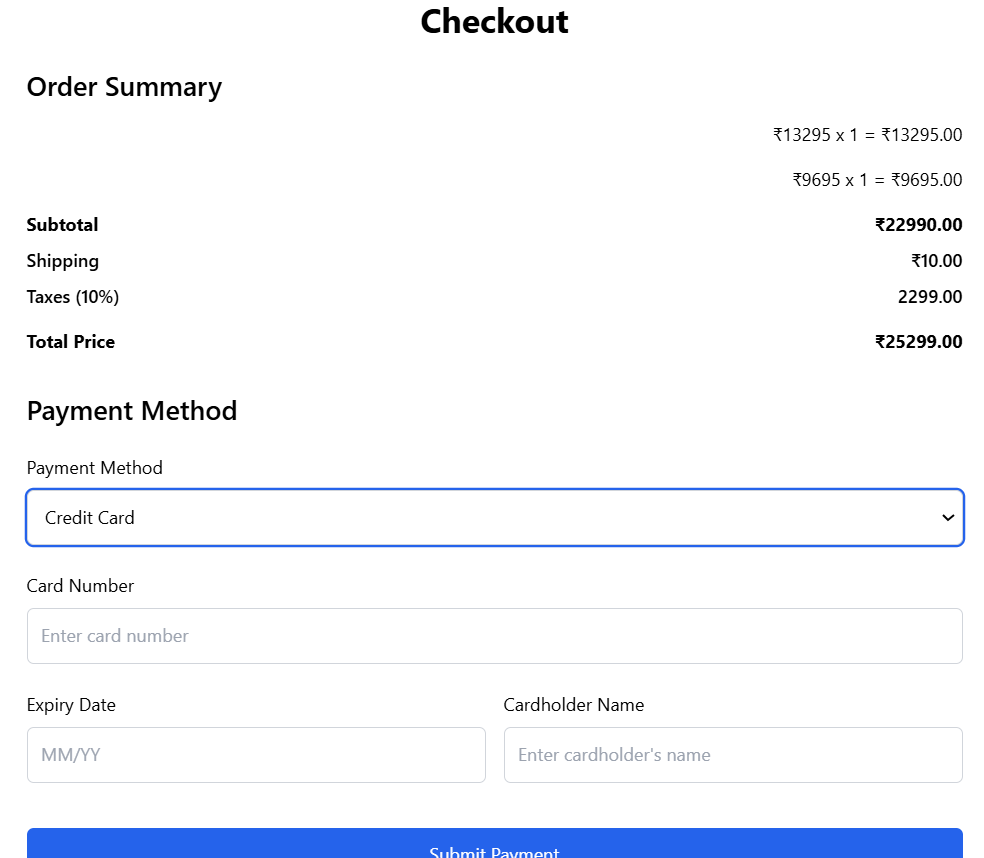 Checkout
Order Summary
₹13295 x 1 = ₹13295.00
₹9695 x 1 = ₹9695.00
Subtotal ₹22990.00
Shipping ₹10.00
Taxes (10%) 2299.00
Total Price ₹25299.00
Payment Method
Payment Method
Credit Card
Card Number
Enter card number
Expiry Date Cardholder Name
MM/YY Enter cardholder's name
Submit Payment